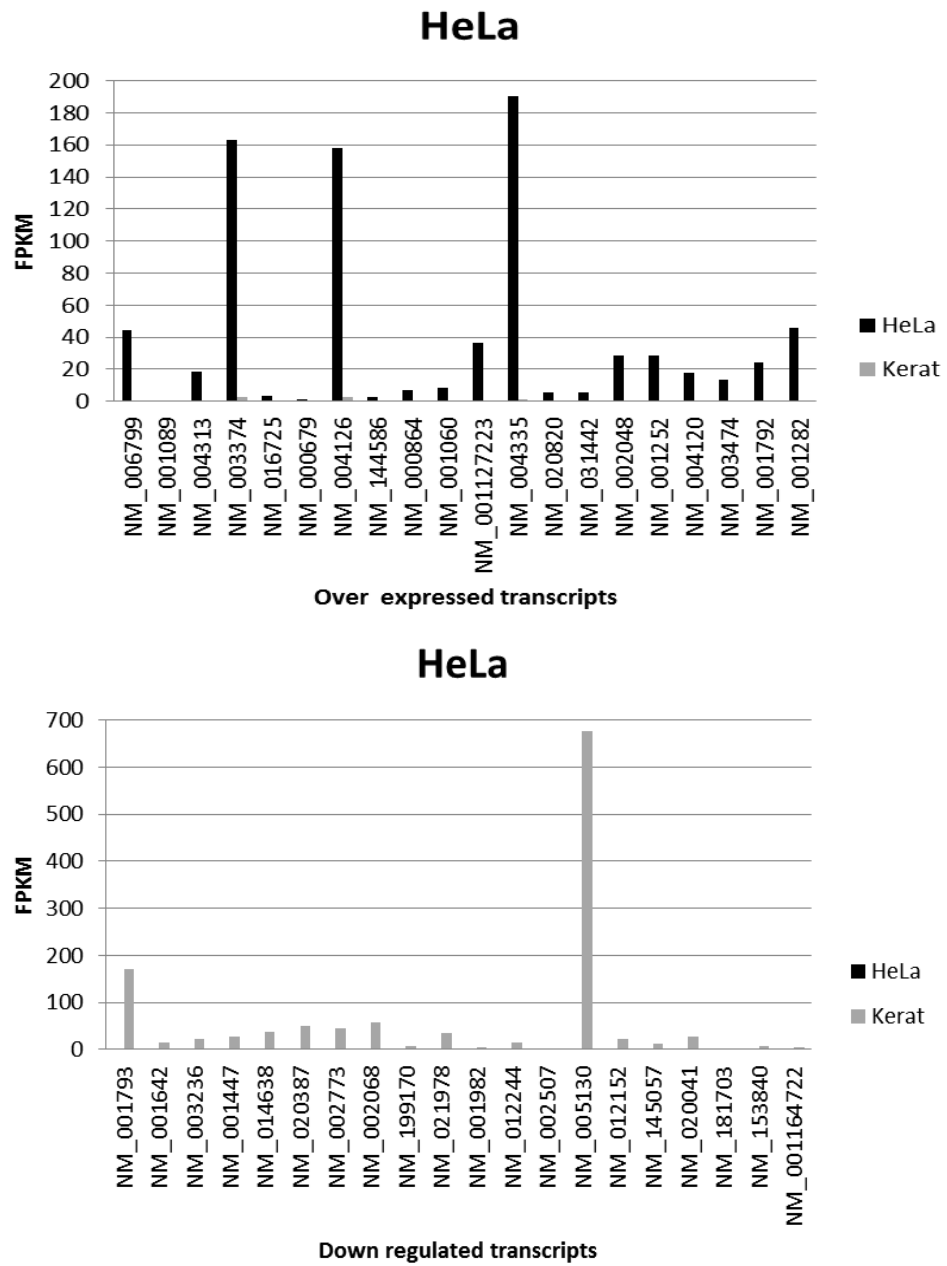 HeLa
200
180
160
140
120
100
80
60
40
20
0
FPKM
HeLa
Kerat
NM_006799
NM_001089
NM_004313
NM_003374
NM_016725
NM_000679
NM_004126
NM_144586
NM_000864
NM_001060
NM_001127223
NM_004335
NM_020820
NM_031442
NM_002048
NM_001252
NM_004120
NM_003474
NM_001792
NM_001282
Over expressed transcripts
HeLa
700
600
500
400
300
200
100
0
FPKM
HeLa
Kerat
NM_001793
NM_001642
NM_003236
NM_001447
NM_014638
NM_020387
NM_002773
NM_002068
NM_199170
NM_021978
NM_001982
NM_012244
NM_002507
NM_005130
NM_012152
NM_145057
NM_020041
NM_181703
NM_153840
NM_001164722
Down regulated transcripts